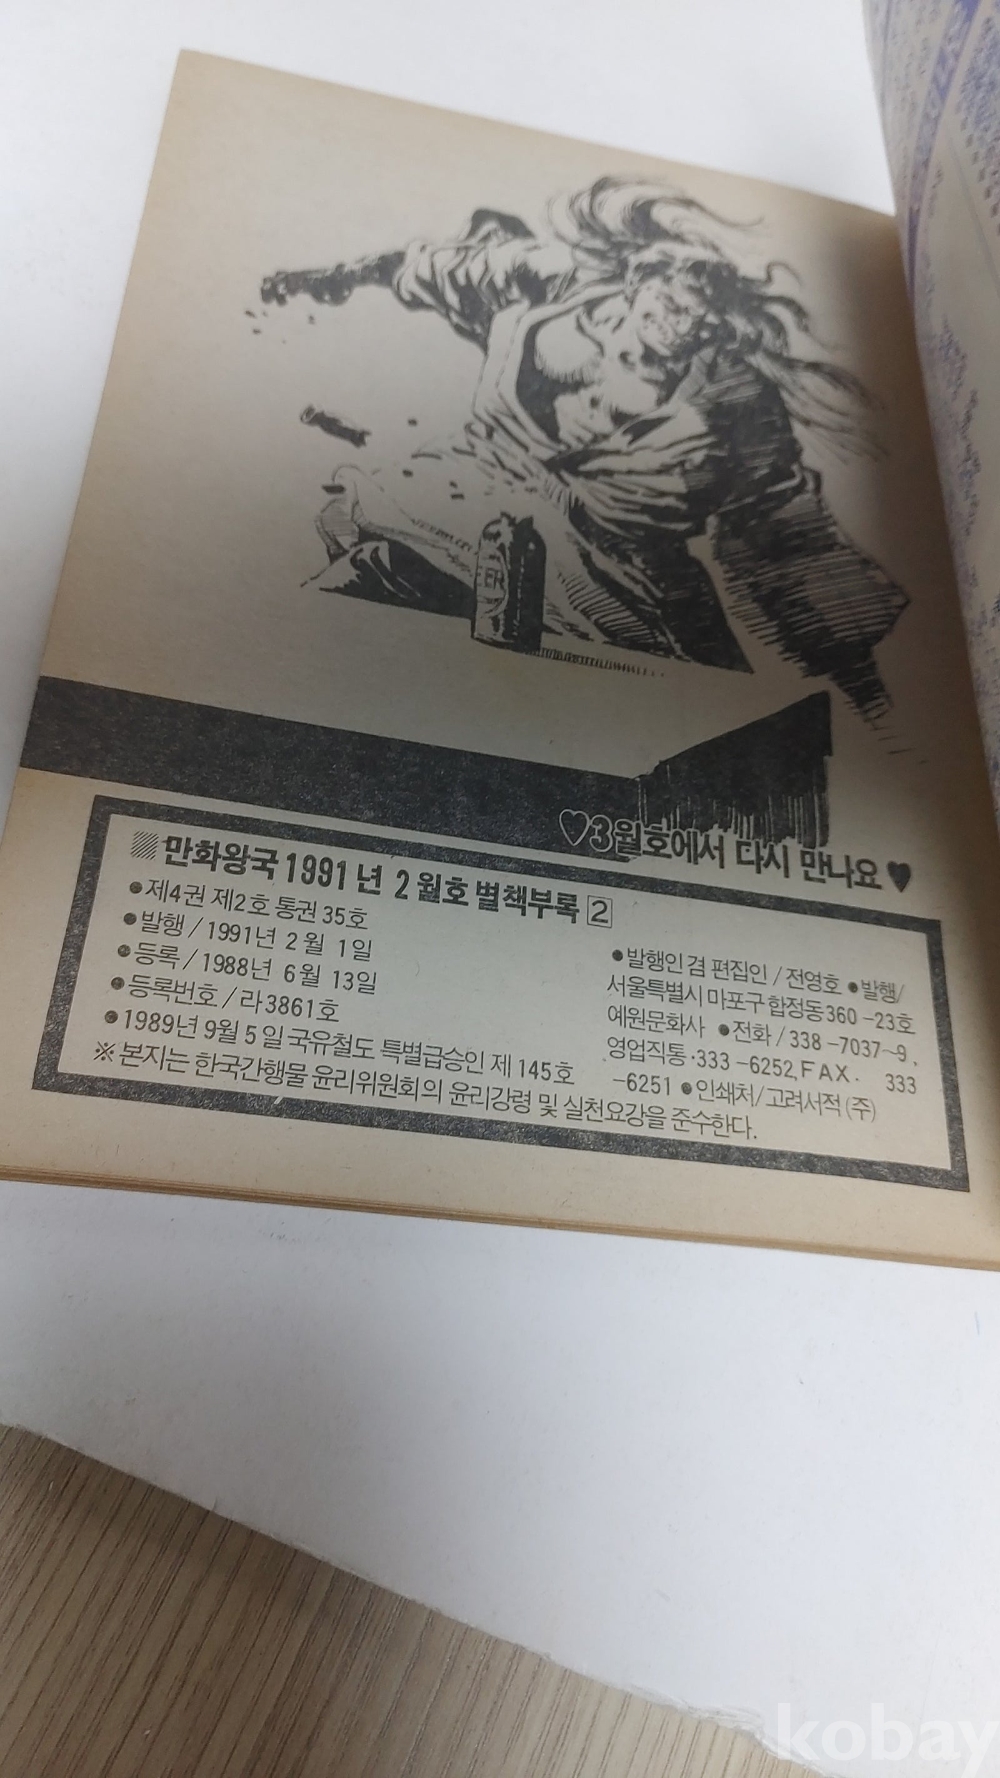 ER
♡3월호에서 다시 만나요♥
만화왕국 1991년 2월호 별책부록 2
●제4권 제2호 통권 35호
●발행/1991년 2월 1일
●등록/1988년 6월 13일
●등록번호/라3861호
●1989년 9월 5일 국유철도 특별급승인 제 145호
※본지는 한국간행물 윤리위원회의 윤리강령 및 실천요강을 준수한다.
●발행인 겸 편집인/전영호 ●발행/
서울특별시 마포구 합정동 360-23호
예원문화사 ●전화/338-7037~9,
영업직통·333-6252, FAX· 333
-6251 ●인쇄처/고려서적(주)
kobay